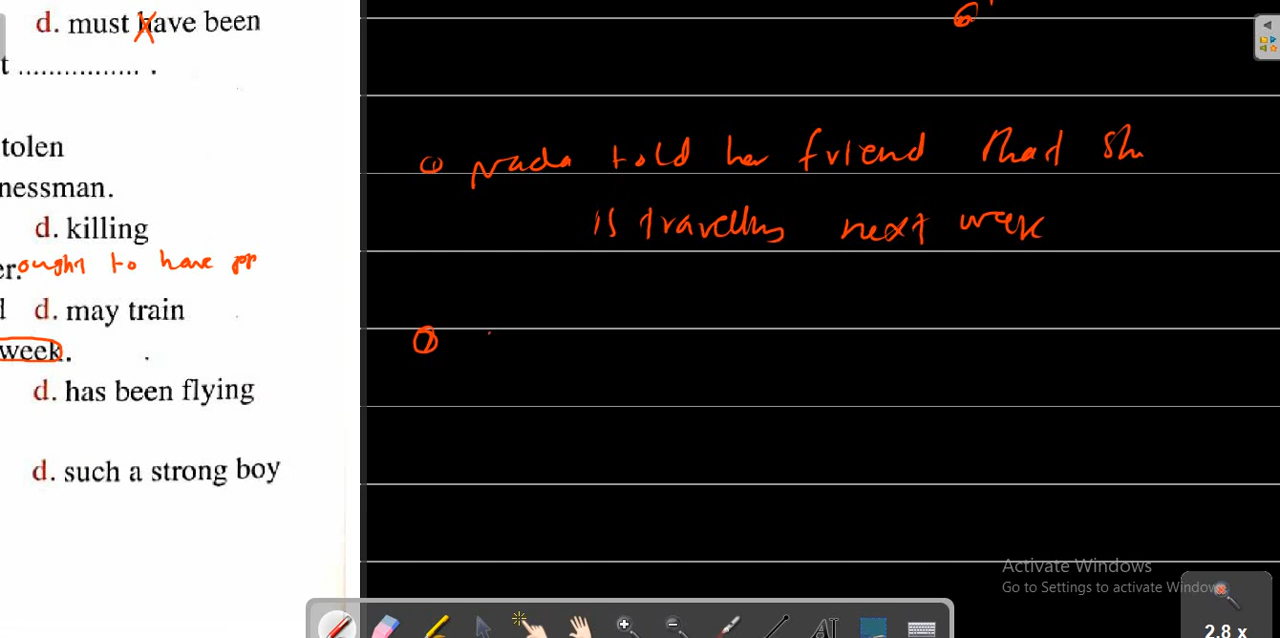 d. must have been
t ................ .
tolen
nessman.
d. killing
er. ought to have
d d. may train
week.
d. has been flying
d. such a strong boy
① nada told her friend that she
is travelling next week
Activate Windows
Go to Settings to activate Windows.
2.8 x